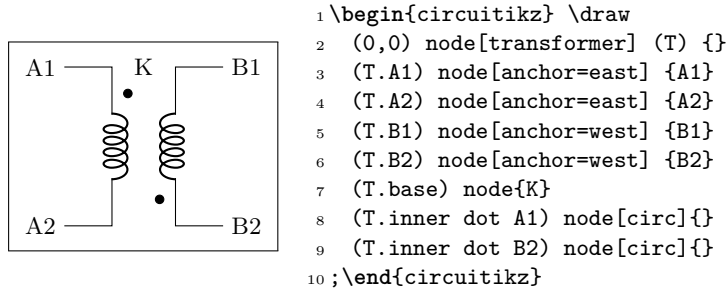 A1 K B1
A2 B2
1 \begin{circuitikz} \draw
2 (0,0) node[transformer] (T) {}
3 (T.A1) node[anchor=east] {A1}
4 (T.A2) node[anchor=east] {A2}
5 (T.B1) node[anchor=west] {B1}
6 (T.B2) node[anchor=west] {B2}
7 (T.base) node{K}
8 (T.inner dot A1) node[circ]{}
9 (T.inner dot B2) node[circ]{}
10 ;\end{circuitikz}